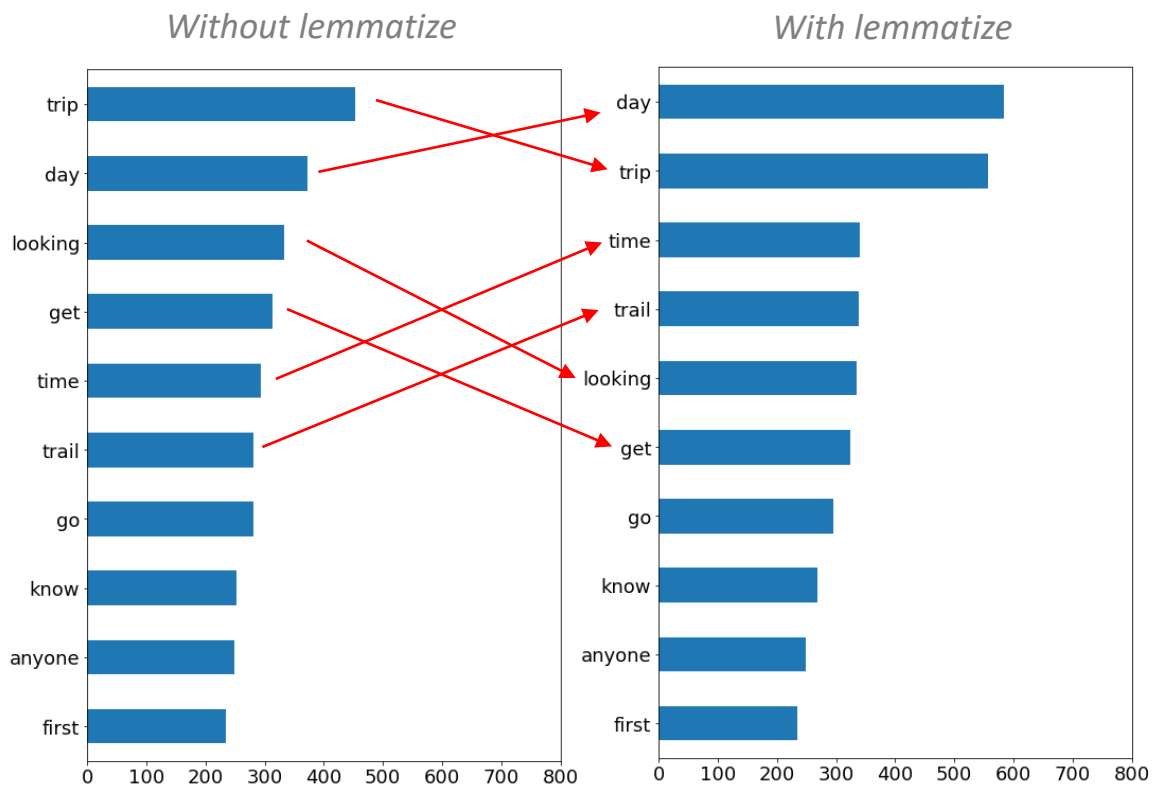 Without lemmatize
trip
day
looking
get
time
trail
go
know
anyone
first
0 100 200 300 400 500 600 700 800
With lemmatize
day
trip
time
trail
looking
get
go
know
anyone
first
0 100 200 300 400 500 600 700 800